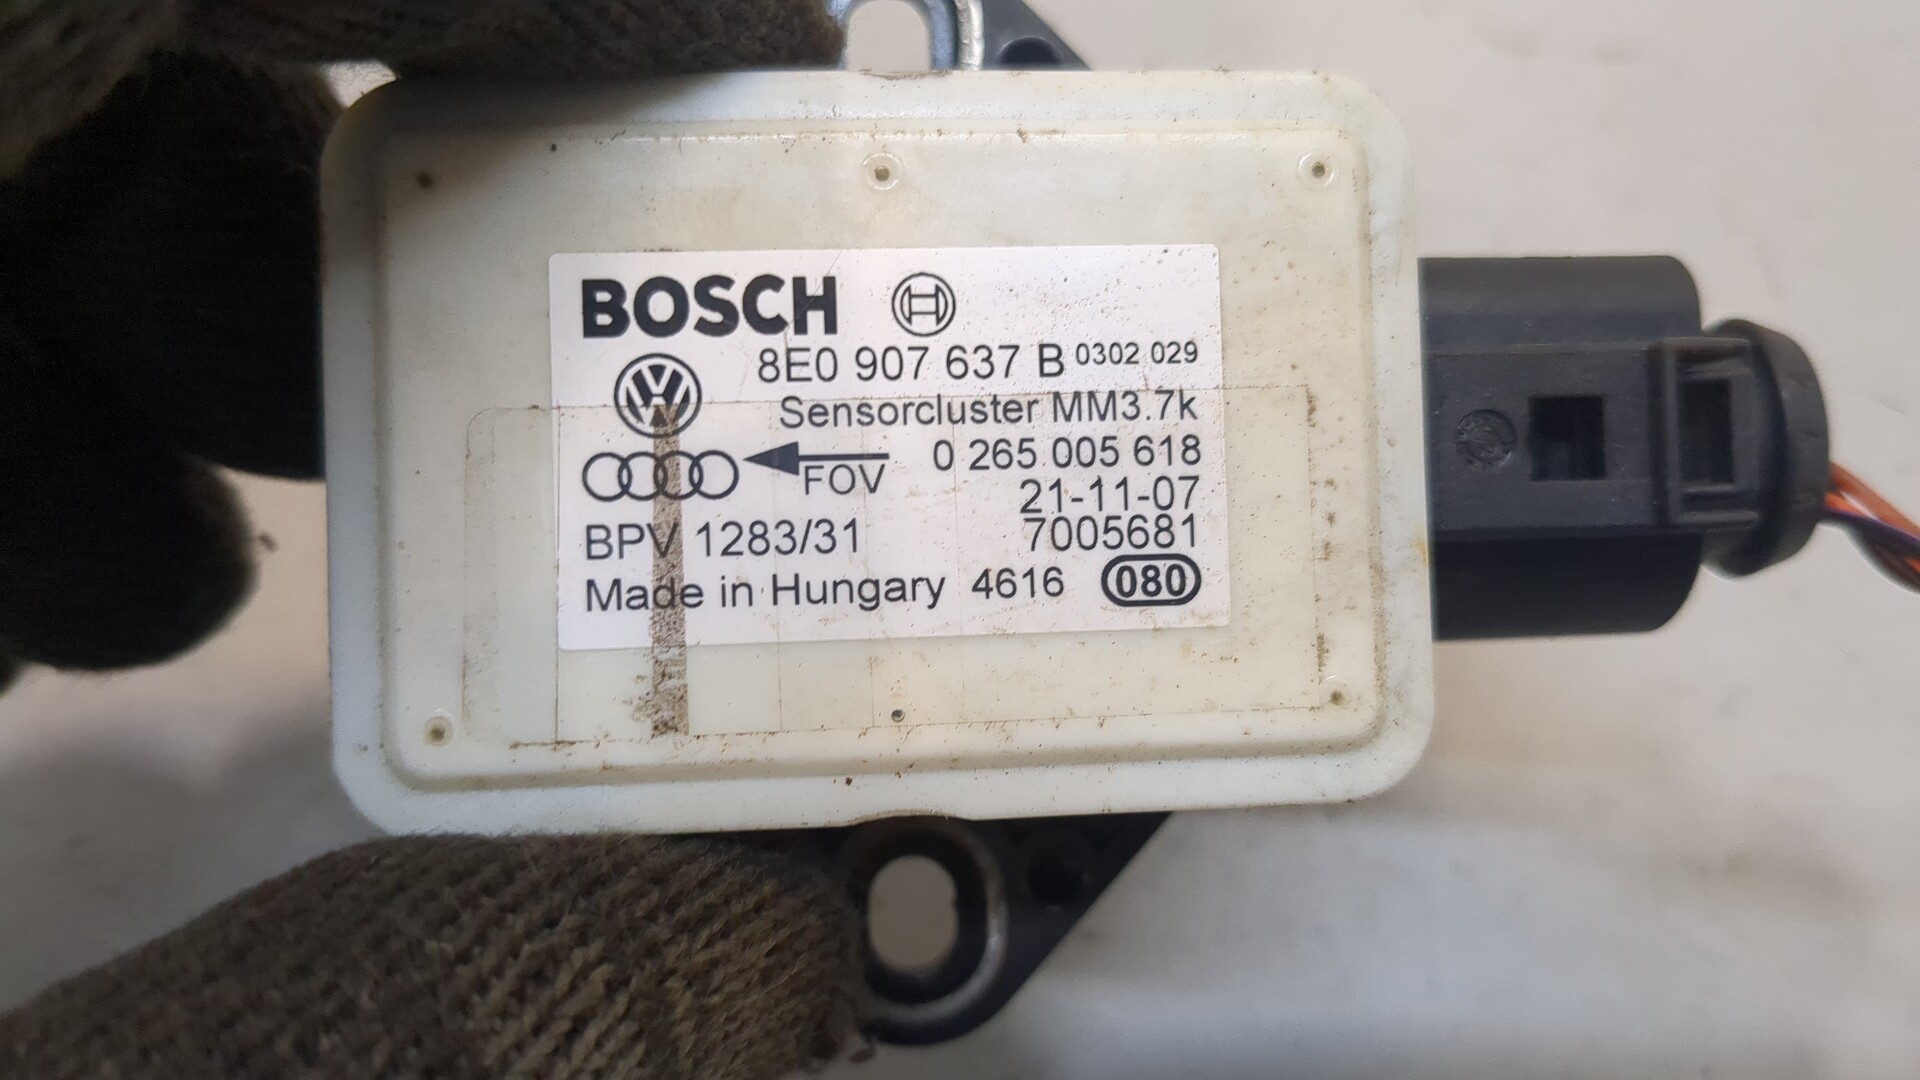 BOSCH
8E0 907 637 B 0302 029
Sensorcluster MM3.7k
0 265 005 618
FOV
21-11-07
BPV 1283/31 7005681
Made in Hungary 4616 080